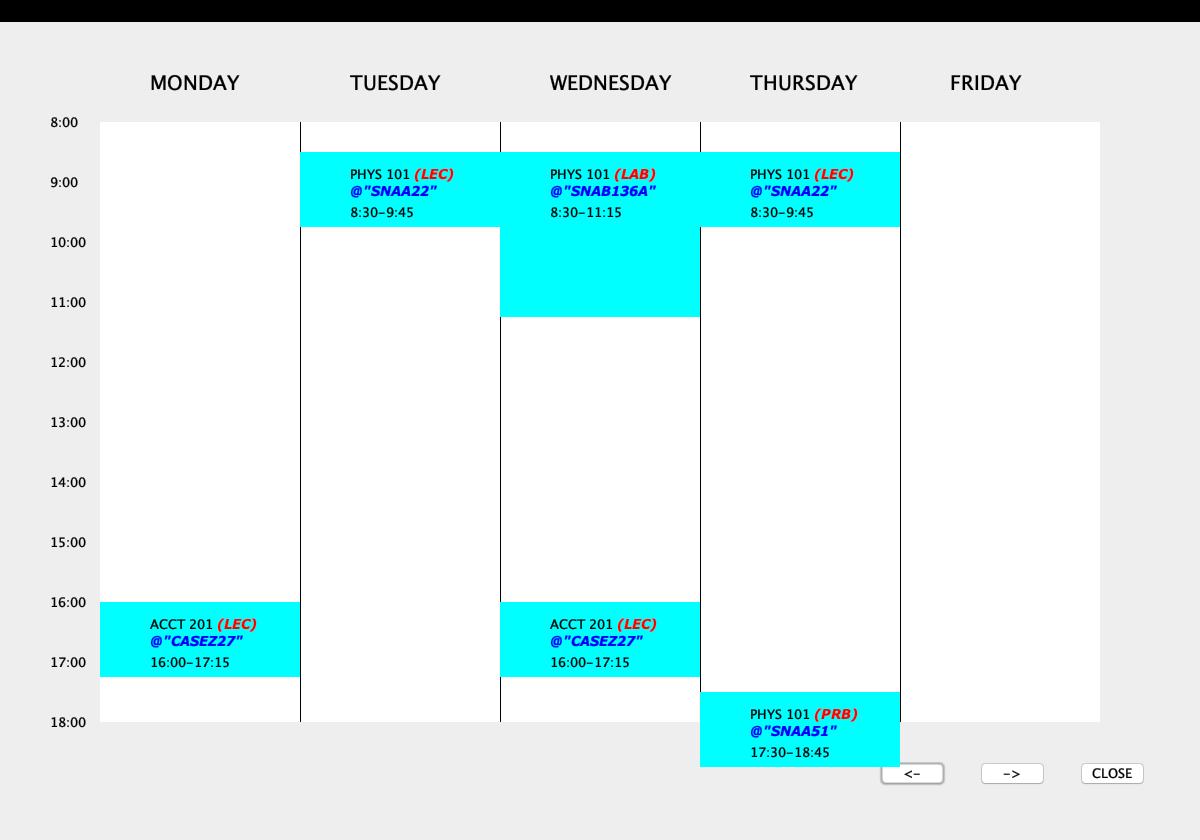 MONDAY TUESDAY WEDNESDAY THURSDAY FRIDAY
8:00
PHYS 101 (LEC)
@"SNAA22"
8:30-9:45
PHYS 101 (LAB)
@"SNAB136A"
8:30-11:15
PHYS 101 (LEC)
@"SNAA22"
8:30-9:45
9:00
10:00
11:00
12:00
13:00
14:00
15:00
16:00
ACCT 201 (LEC)
@"CASEZ27"
16:00-17:15
ACCT 201 (LEC)
@"CASEZ27"
16:00-17:15
17:00
18:00
PHYS 101 (PRB)
@"SNAA51"
17:30-18:45
<- -> CLOSE